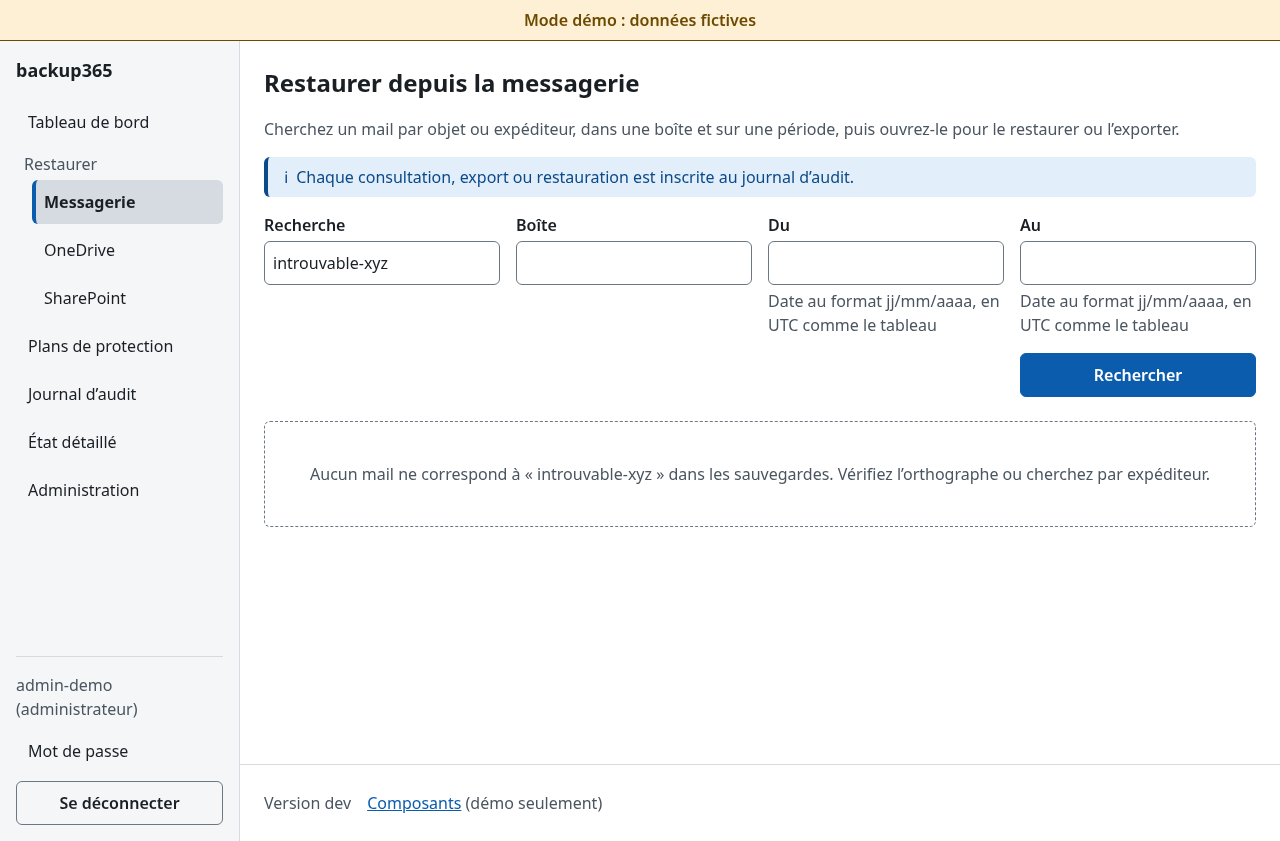 Mode démo : données fictives
backup365
Tableau de bord
Restaurer
Messagerie
OneDrive
SharePoint
Plans de protection
Journal d’audit
État détaillé
Administration
admin-demo
(administrateur)
Mot de passe
Se déconnecter
Restaurer depuis la messagerie
Cherchez un mail par objet ou expéditeur, dans une boîte et sur une période, puis ouvrez-le pour le restaurer ou l’exporter.
i Chaque consultation, export ou restauration est inscrite au journal d’audit.
Recherche
introuvable-xyz
Boîte
Du
Date au format jj/mm/aaaa, en
UTC comme le tableau
Au
Date au format jj/mm/aaaa, en
UTC comme le tableau
Rechercher
Aucun mail ne correspond à « introuvable-xyz » dans les sauvegardes. Vérifiez l’orthographe ou cherchez par expéditeur.
Version dev Composants (démo seulement)